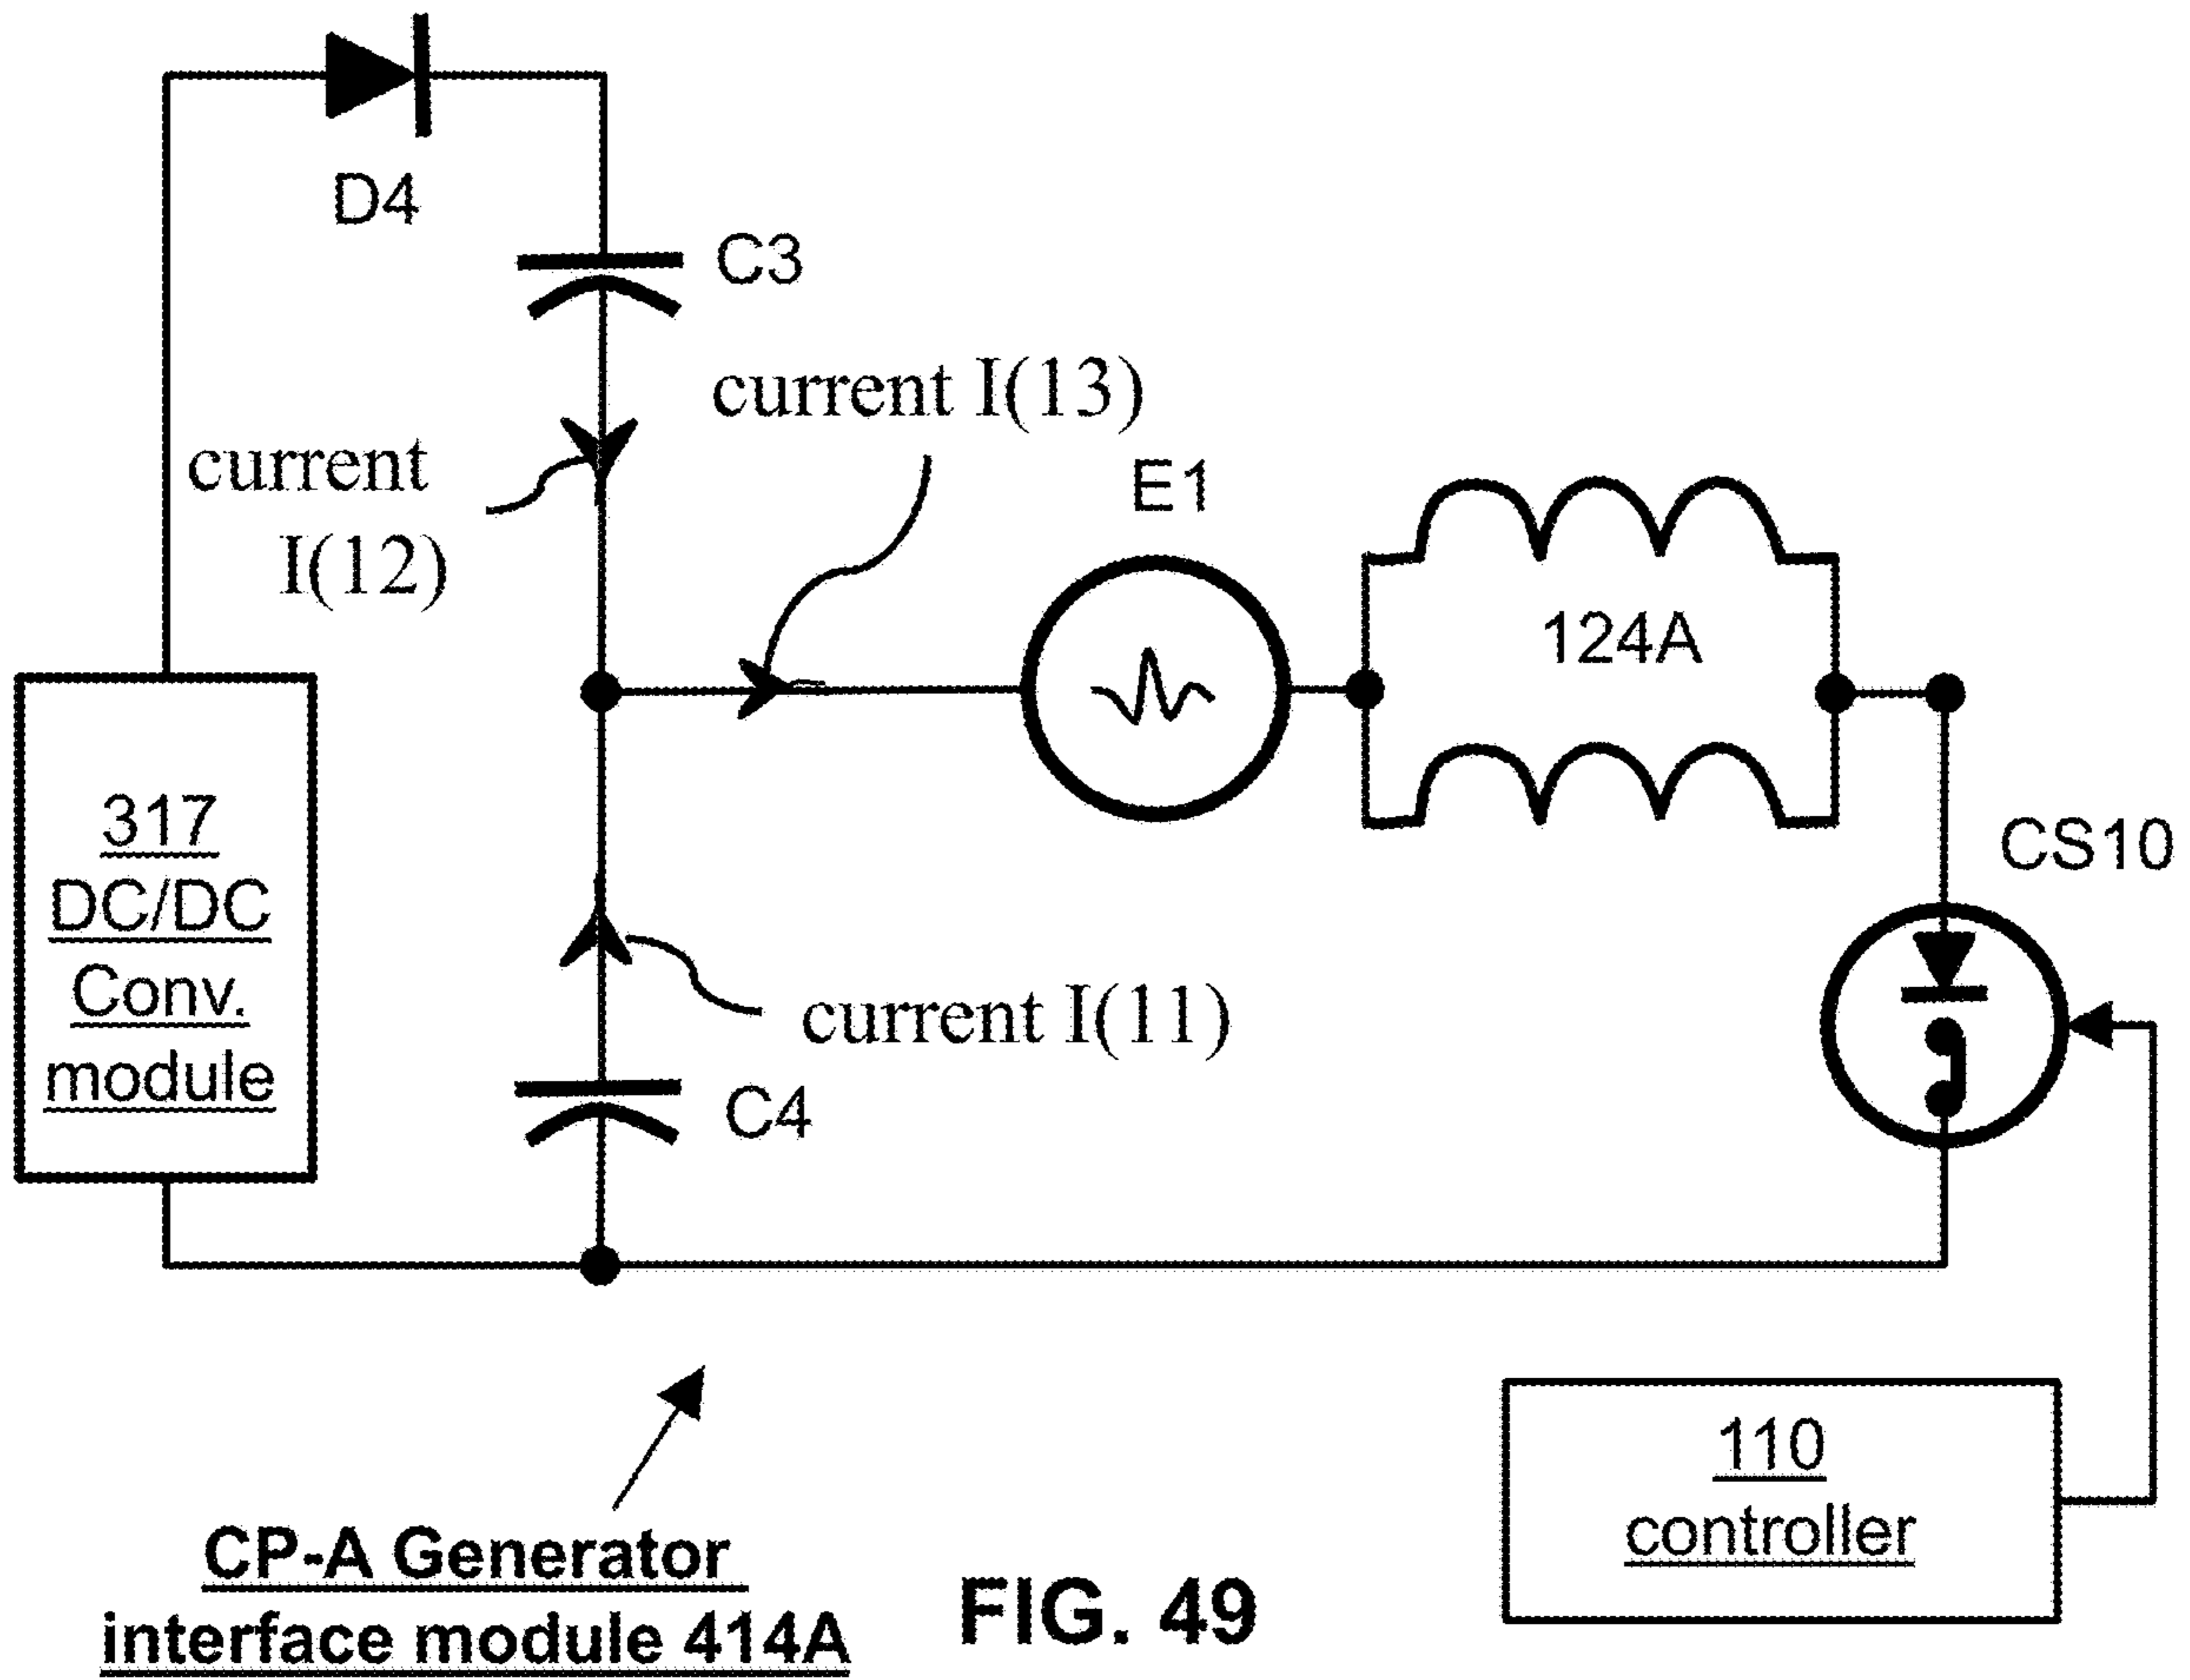 D4
C3
current I(13)
current
I(12)
E1
124A
CS10
317
DC/DC
Conv.
module
current I(11)
C4
110
controller
CP-A Generator
interface module 414A
FIG. 49